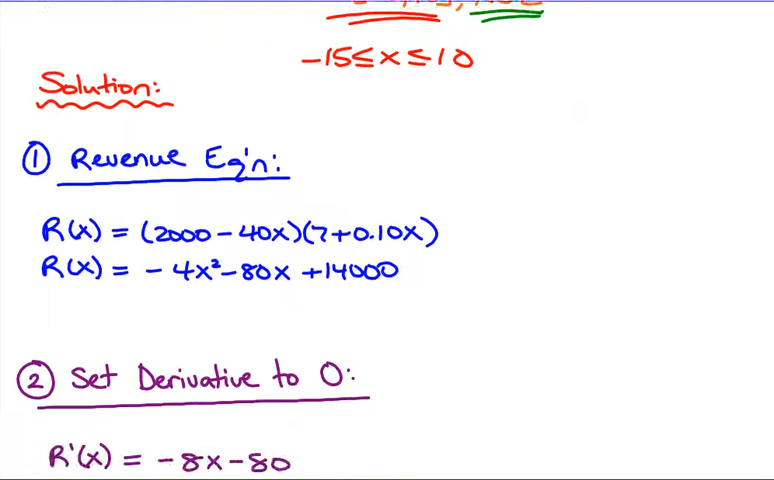 -15≤x≤10
Solution:
① Revenue Eq'n:
R(x) = (2000-40x)(7+0.10x)
R(x) = -4x²-80x+14000
② Set Derivative to 0:
R'(x) = -8x-80